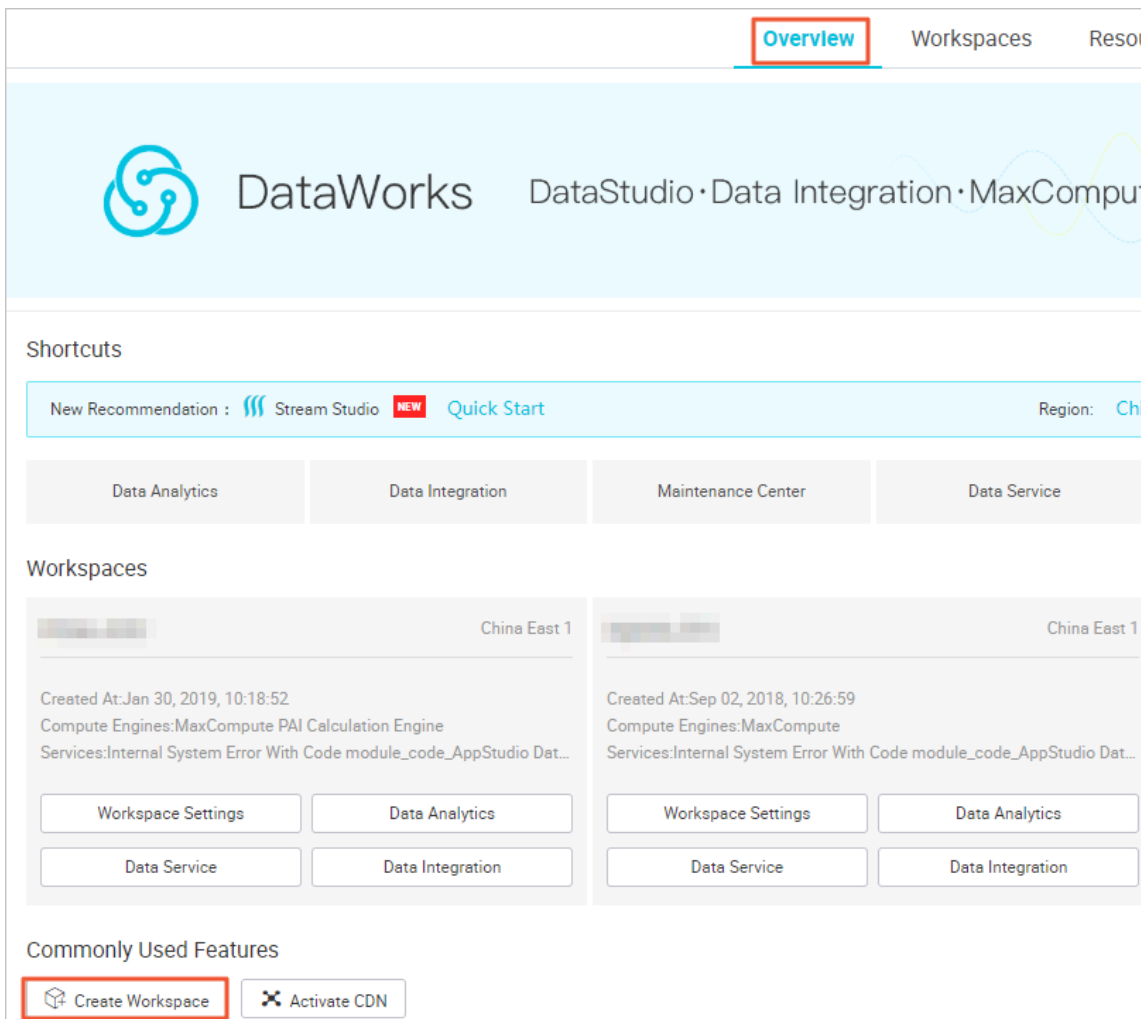 Overview Workspaces Resou
DataWorks DataStudio·Data Integration·MaxComput
Shortcuts
New Recommendation : Stream Studio NEW Quick Start Region: Chi
Data Analytics Data Integration Maintenance Center Data Service
Workspaces
China East 1 China East 1
Created At:Jan 30, 2019, 10:18:52 Created At:Sep 02, 2018, 10:26:59
Compute Engines:MaxCompute PAI Calculation Engine Compute Engines:MaxCompute
Services:Internal System Error With Code module_code_AppStudio Dat... Services:Internal System Error With Code module_code_AppStudio Dat...
Workspace Settings Data Analytics Workspace Settings Data Analytics
Data Service Data Integration Data Service Data Integration
Commonly Used Features
Create Workspace Activate CDN